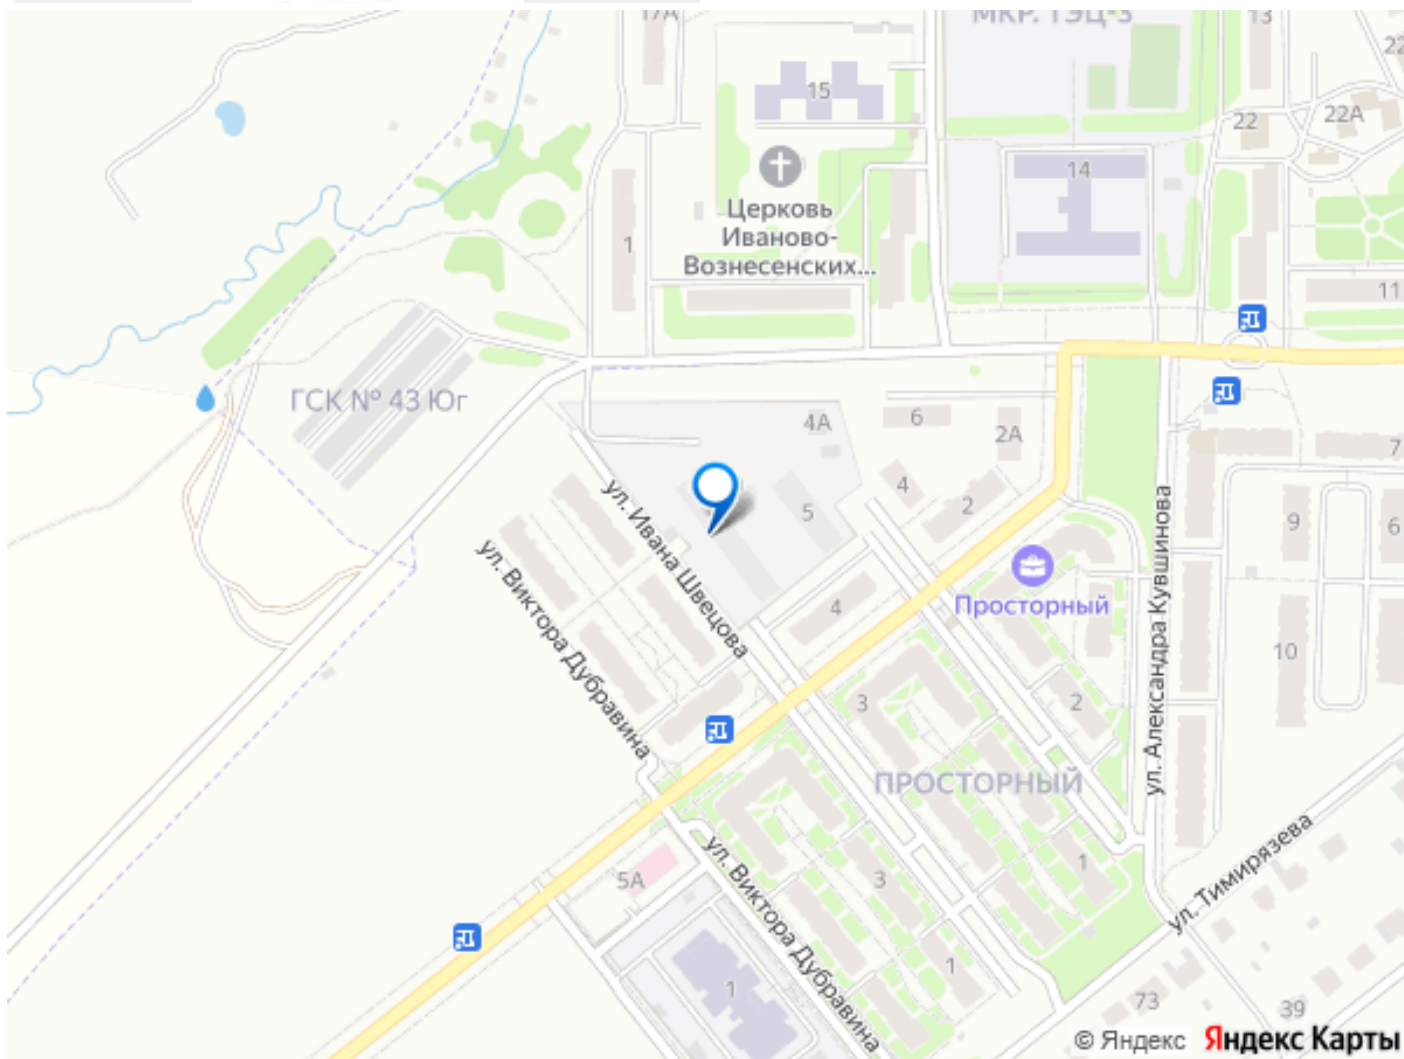 17А
МКР. ТЭЦ-3
13
22
15
22
22А
14
Церковь
Иваново-
Вознесенских...
1
11
ГСК № 43 Юг
4А
6
2А
7
4
2
5
9
6
ул. Ивана Швецова
ул. Виктора Дубравина
ул. Александра Кувшинова
Просторный
4
10
3
2
ПРОСТОРНЫЙ
5А
3
1
ул. Тимирязева
ул. Виктора Дубравина
1
1
73
39
© Яндекс Яндекс Карты